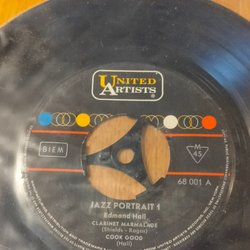 UNITED
ARTISTS
BIEM
M
45
68 001 A
JAZZ PORTRAIT 1
Edmond Hall
CLARINET MARMALADE
(Shields - Ragas)
COOK GOOD
(Hall)